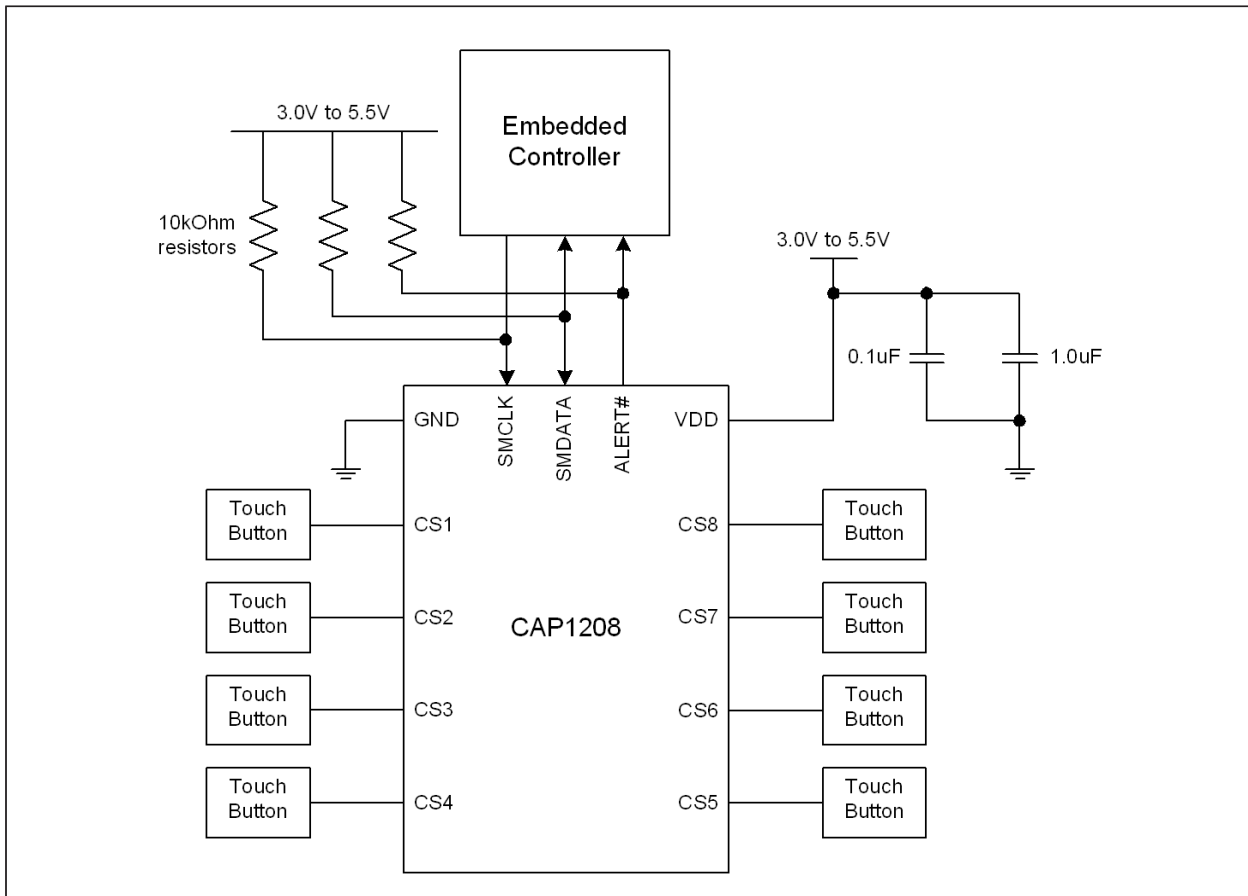 3.0V to 5.5V
Embedded
Controller
10kOhm
resistors
3.0V to 5.5V
0.1uF
1.0uF
GND
SMCLK
SMDATA
ALERT#
VDD
Touch
Button
CS1
CS8
Touch
Button
Touch
Button
CS2
CAP1208
CS7
Touch
Button
Touch
Button
CS3
CS6
Touch
Button
Touch
Button
CS4
CS5
Touch
Button